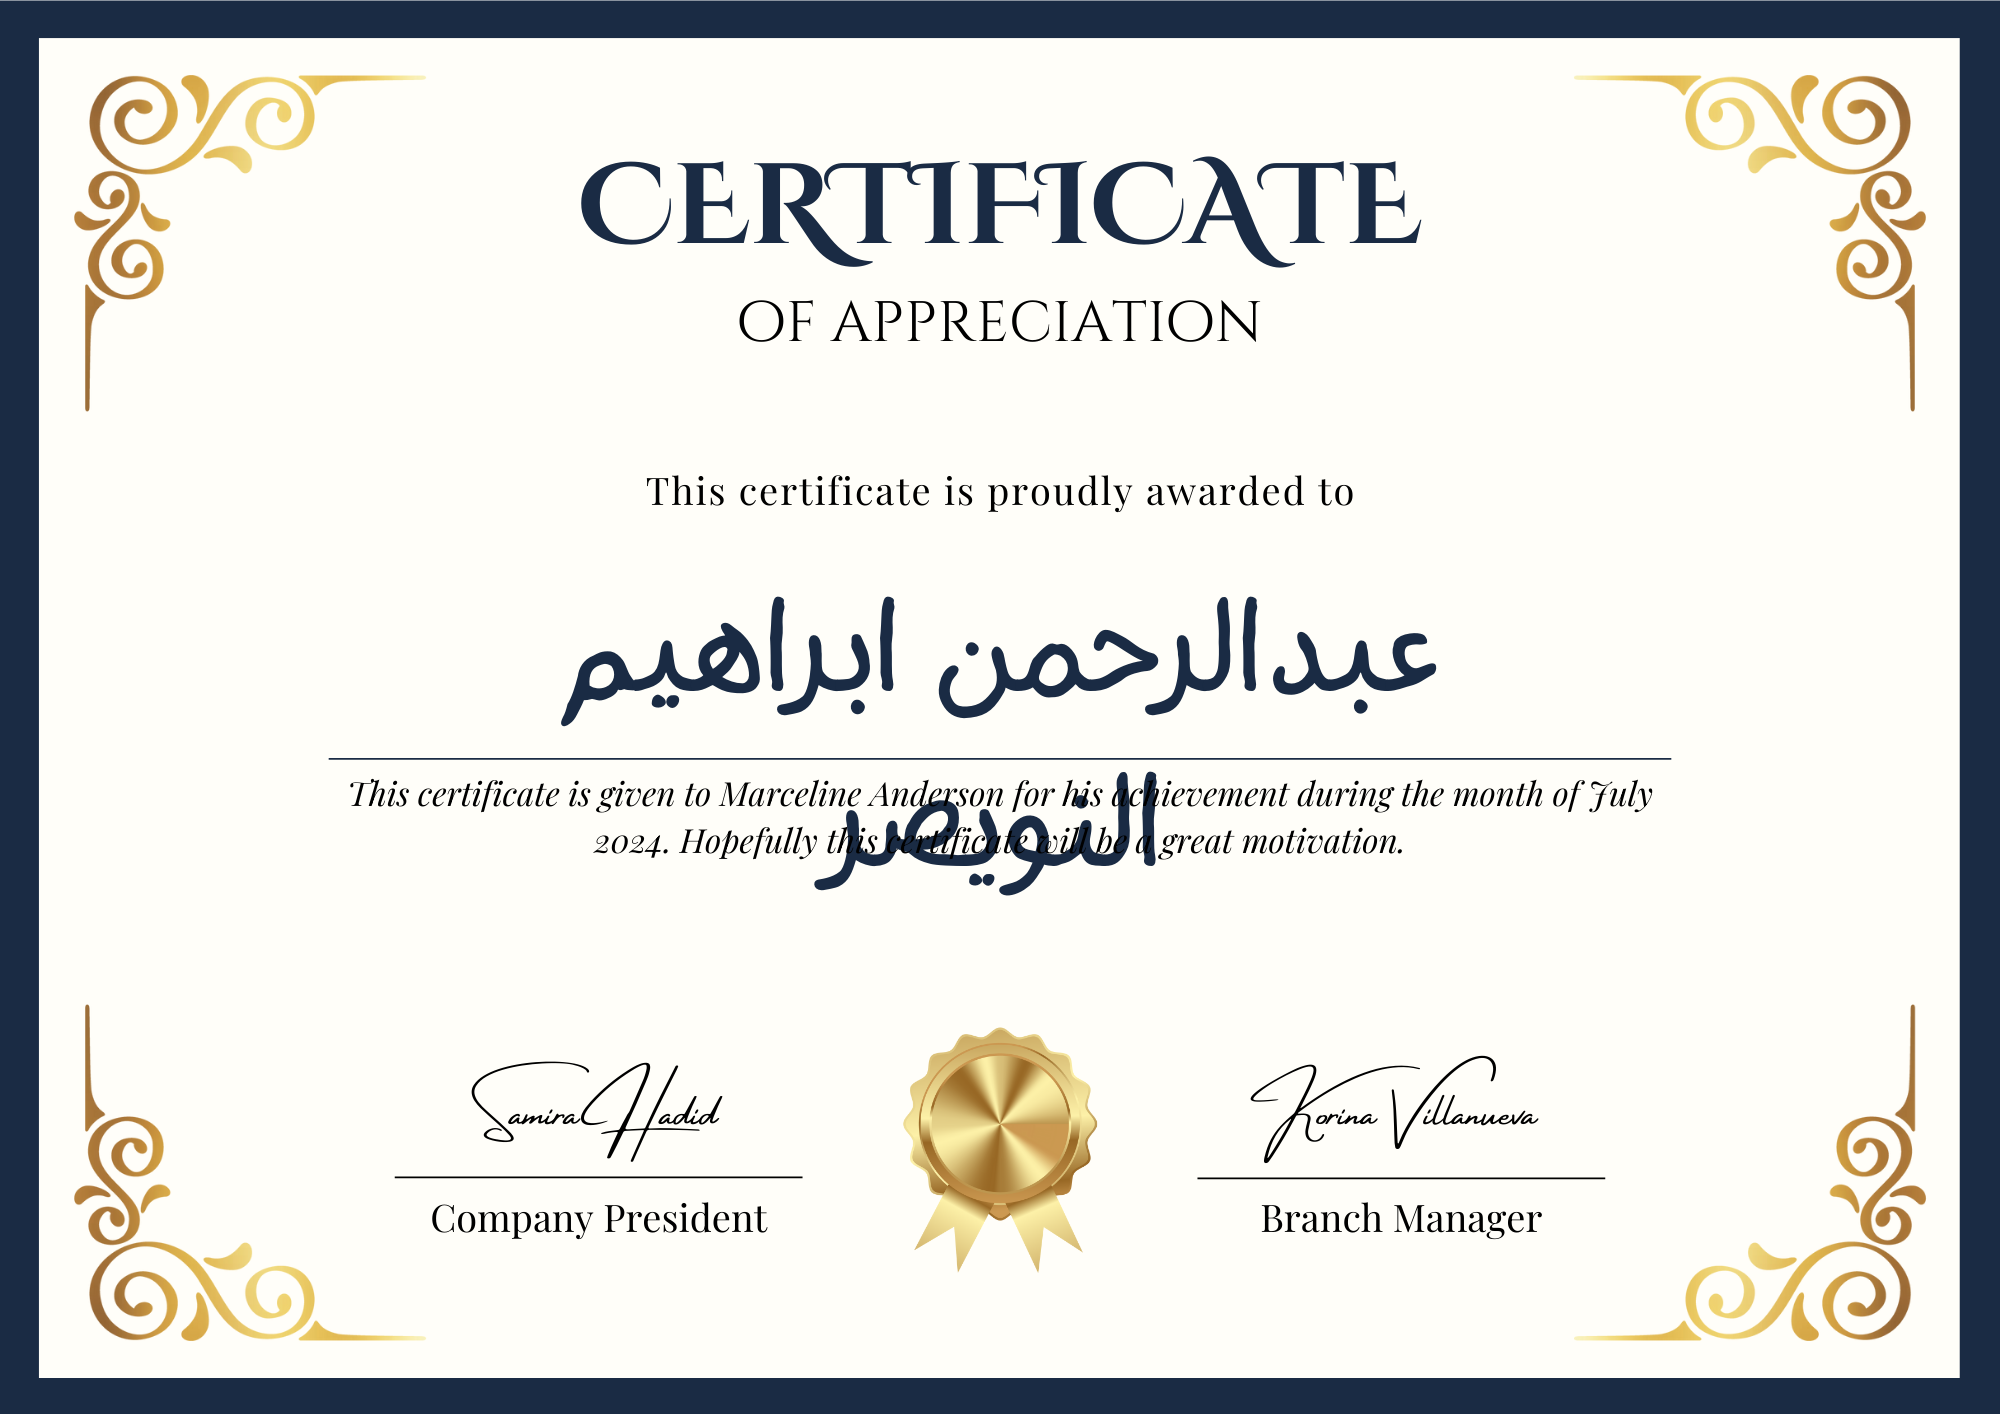 CERTIFICATE
OF APPRECIATION
This certificate is proudly awarded to
عبدالرحمن ابراهيم
النويصر
This certificate is given to Marceline Anderson for his achievement during the month of July
2024. Hopefully this certificate will be a great motivation.
Samira Hadid
Korina Villanueva
Company President
Branch Manager